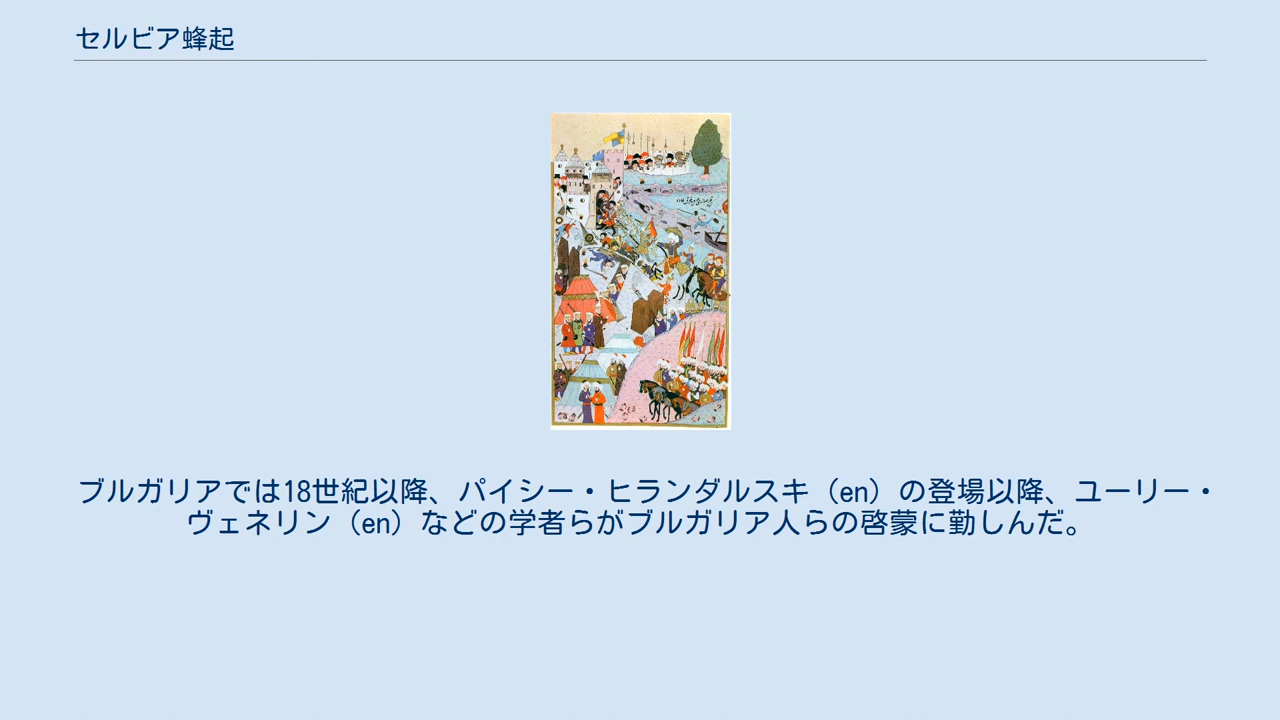 セルビア蜂起
ブルガリアでは18世紀以降、パイシー・ヒランダルスキ（en）の登場以降、ユーリー・
ヴェネリン（en）などの学者らがブルガリア人らの啓蒙に勤しんだ。